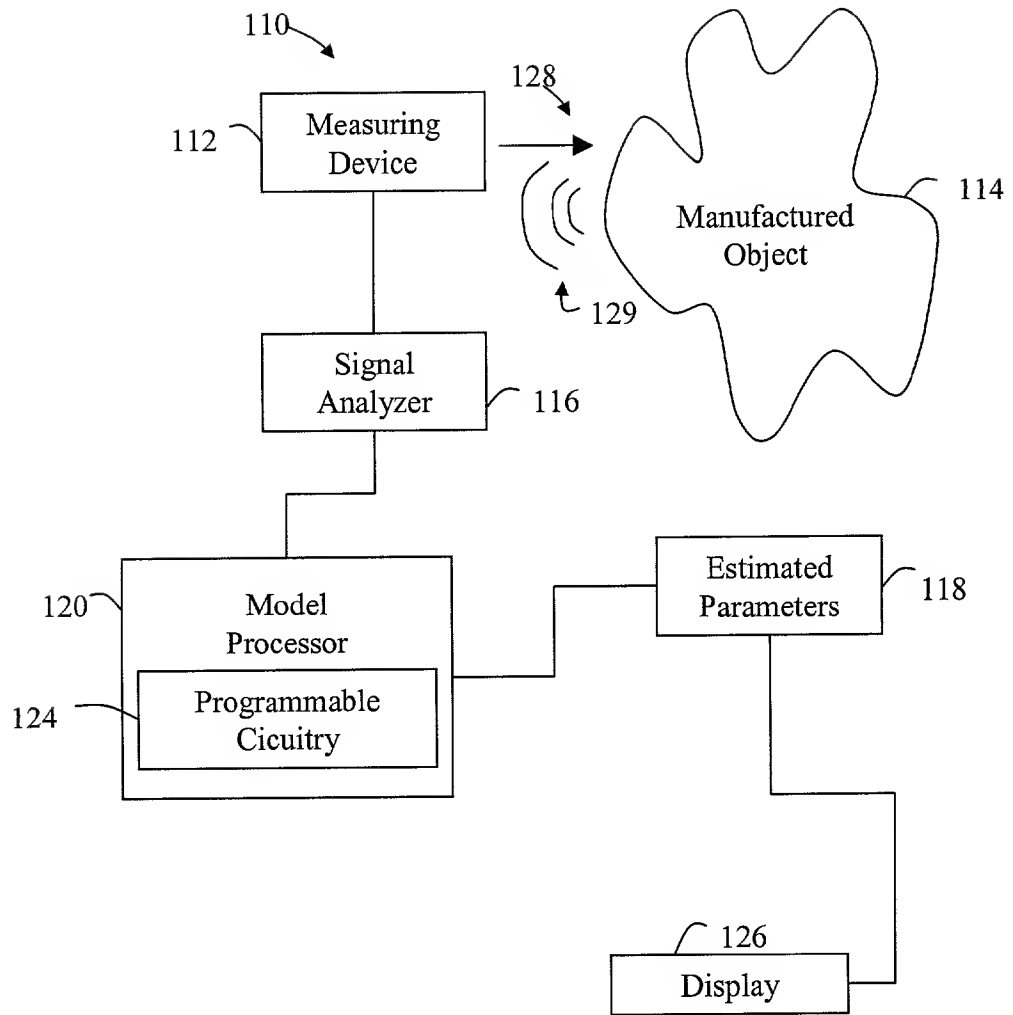 110
128
112
Measuring
Device
114
Manufactured
Object
129
Signal
Analyzer
116
120
Model
Processor
Estimated
Parameters
118
124
Programmable
Cicuitry
126
Display